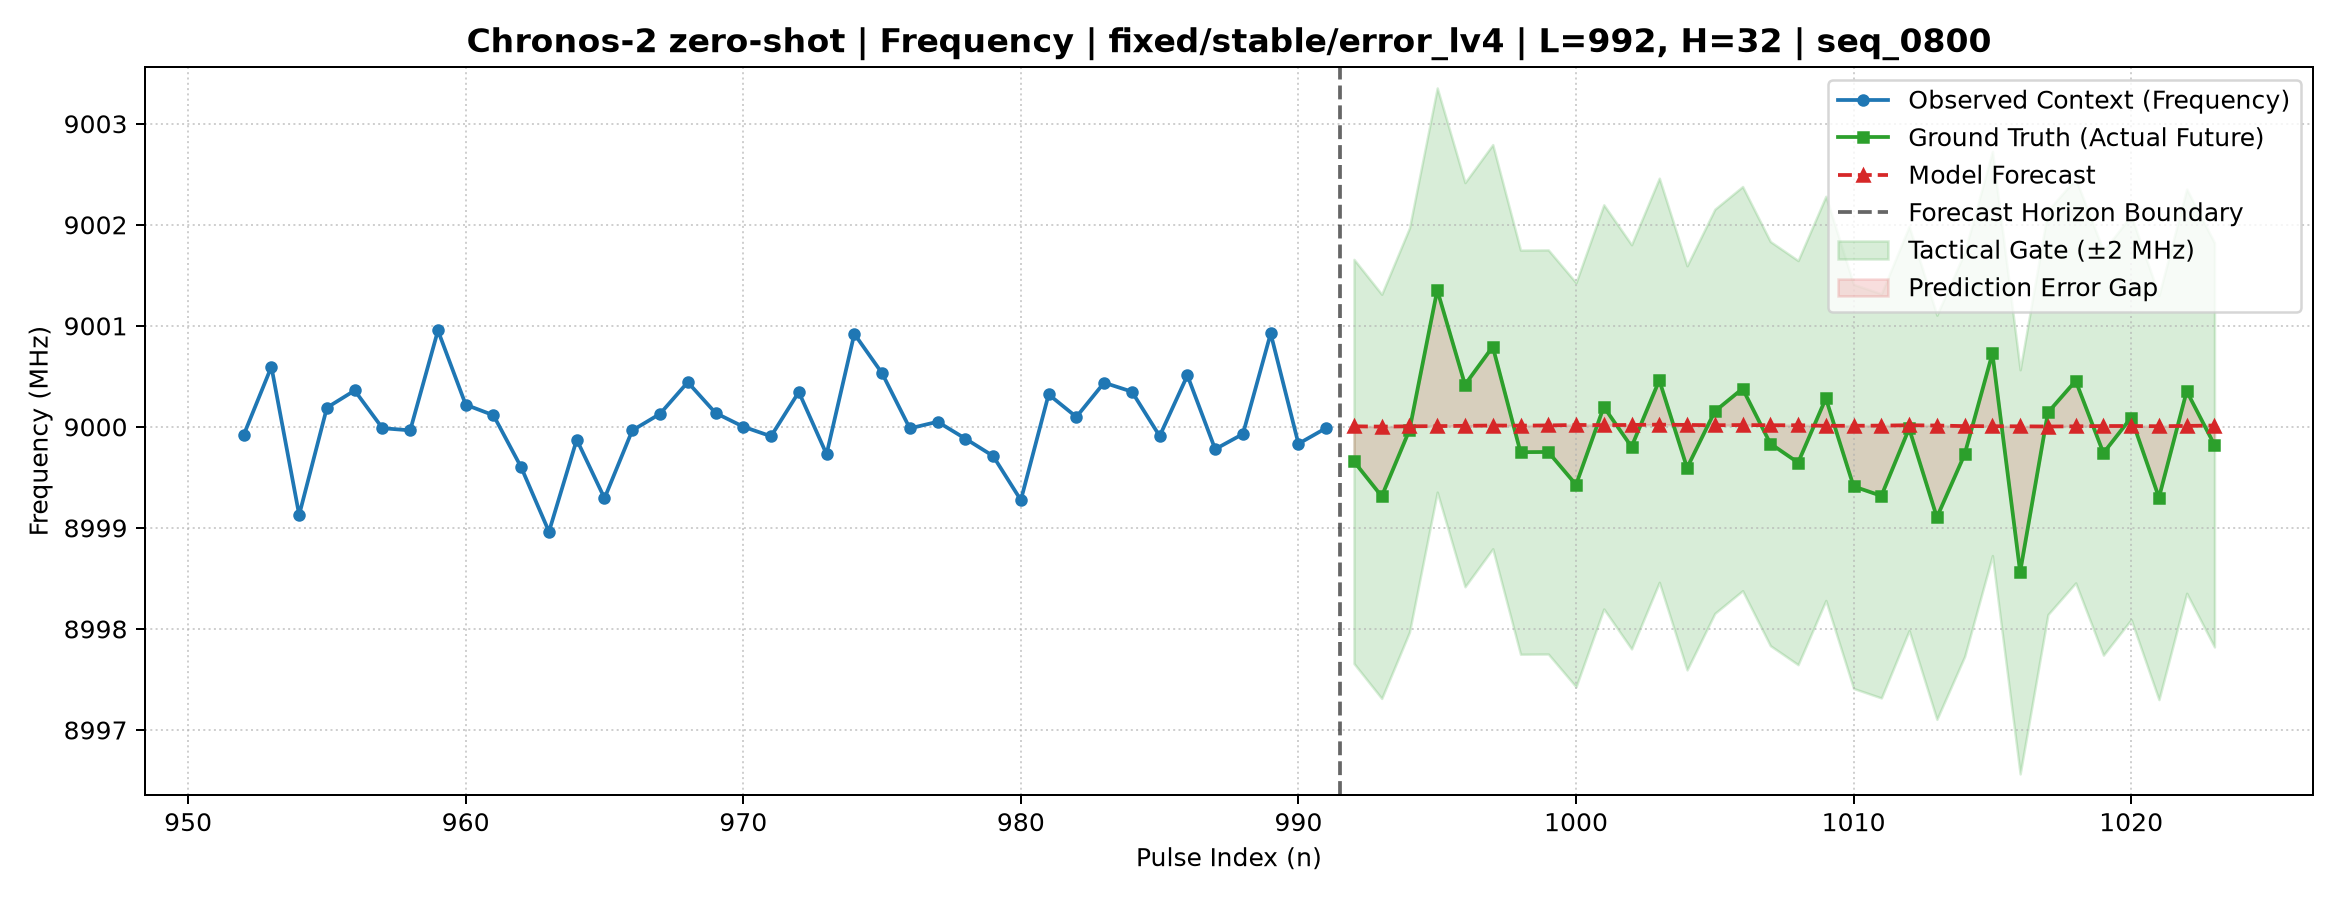 Chronos-2 zero-shot | Frequency | fixed/stable/error_lv4 | L=992, H=32 | seq_0800
Observed Context (Frequency)
Ground Truth (Actual Future)
Model Forecast
Forecast Horizon Boundary
Tactical Gate (±2 MHz)
Prediction Error Gap
Frequency (MHz)
9003
9002
9001
9000
8999
8998
8997
950 960 970 980 990 1000 1010 1020
Pulse Index (n)